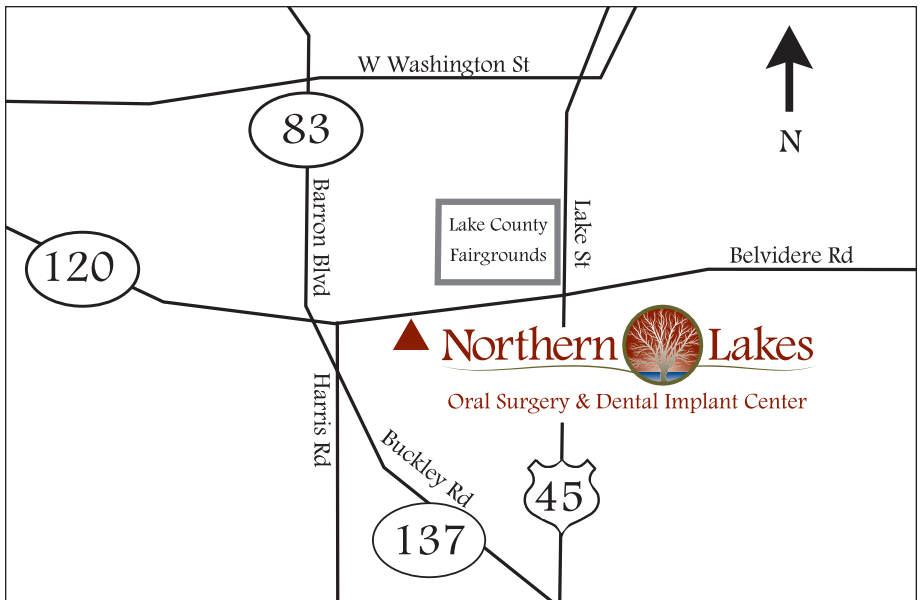 W Washington St
83
N
Barron Blvd
Lake County
Fairgrounds
Lake St
120
Belvidere Rd
Northern Lakes
Oral Surgery & Dental Implant Center
Harris Rd
Buckley Rd
45
137